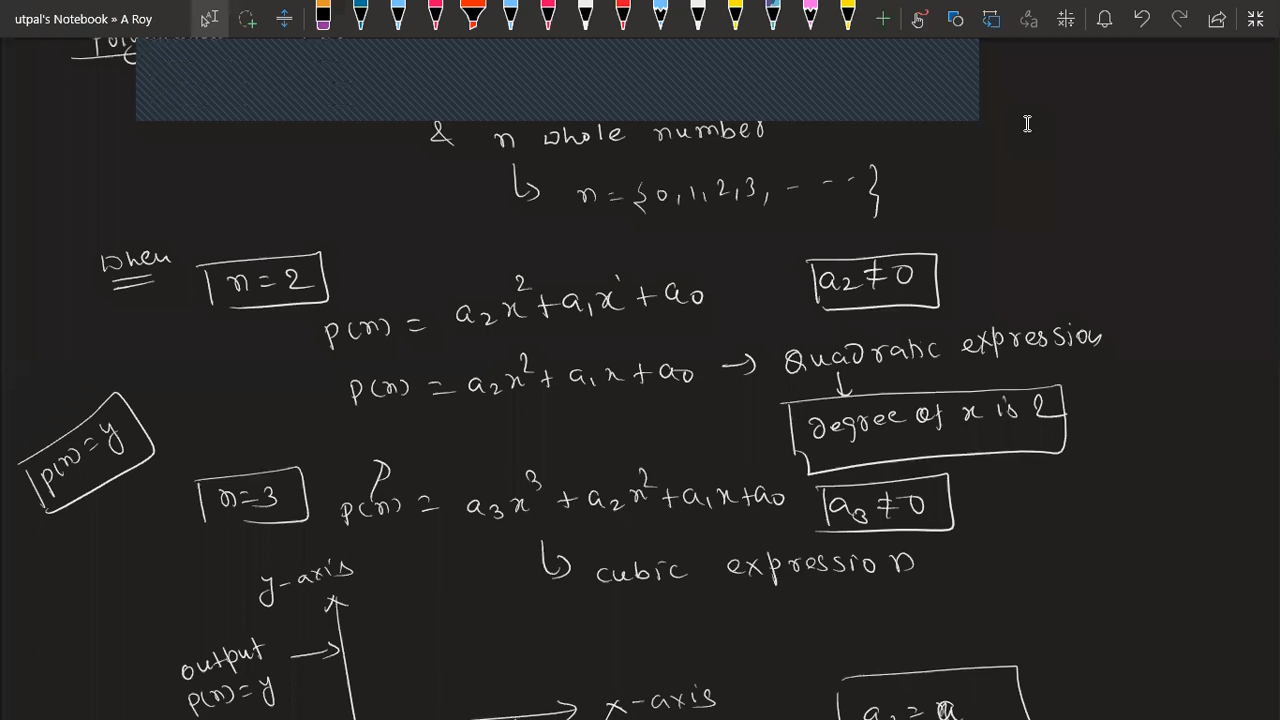 utpal's Notebook » A Roy
& n whole number
n = {0, 1, 2, 3, - - - -}
When
n = 2
a₂ ≠ 0
p(x) = a₂x² + a₁x¹ + a₀
p(x) = a₂x² + a₁x + a₀ → Quadratic expression
Degree of x is 2
p(x) = y
n = 3
p(x) = a₃x³ + a₂x² + a₁x + a₀
a₃ ≠ 0
cubic expression
y-axis
output
p(x) = y
x-axis